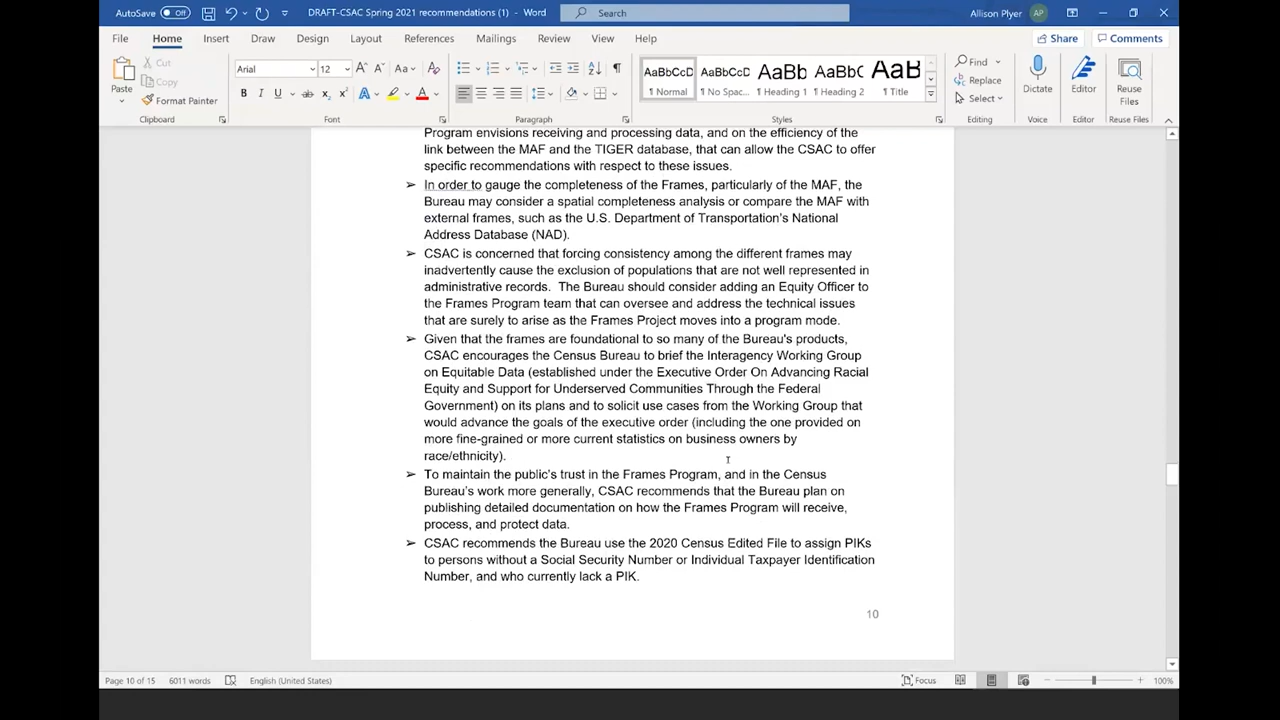 AutoSave Off DRAFT-CSAC Spring 2021 recommendations (1) - Word Search Allison Plyer AP
File Home Insert Draw Design Layout References Mailings Review View Help Share Comments
Paste Cut Copy Format Painter
Clipboard
Arial 12
Font
Paragraph
AaBbCcD AaBbCcD AaBb( AaBbC AaB
¶ Normal ¶ No Spac... ¶ Heading 1 ¶ Heading 2 ¶ Title
Styles
Find Replace Select
Editing
Dictate Editor Reuse Files
Voice Editor Reuse Files
Program envisions receiving and processing data, and on the efficiency of the
link between the MAF and the TIGER database, that can allow the CSAC to offer
specific recommendations with respect to these issues.
➢ In order to gauge the completeness of the Frames, particularly of the MAF, the
Bureau may consider a spatial completeness analysis or compare the MAF with
external frames, such as the U.S. Department of Transportation's National
Address Database (NAD).
➢ CSAC is concerned that forcing consistency among the different frames may
inadvertently cause the exclusion of populations that are not well represented in
administrative records. The Bureau should consider adding an Equity Officer to
the Frames Program team that can oversee and address the technical issues
that are surely to arise as the Frames Project moves into a program mode.
➢ Given that the frames are foundational to so many of the Bureau's products,
CSAC encourages the Census Bureau to brief the Interagency Working Group
on Equitable Data (established under the Executive Order On Advancing Racial
Equity and Support for Underserved Communities Through the Federal
Government) on its plans and to solicit use cases from the Working Group that
would advance the goals of the executive order (including the one provided on
more fine-grained or more current statistics on business owners by
race/ethnicity).
➢ To maintain the public's trust in the Frames Program, and in the Census
Bureau's work more generally, CSAC recommends that the Bureau plan on
publishing detailed documentation on how the Frames Program will receive,
process, and protect data.
➢ CSAC recommends the Bureau use the 2020 Census Edited File to assign PIKs
to persons without a Social Security Number or Individual Taxpayer Identification
Number, and who currently lack a PIK.
10
Page 10 of 15 6011 words English (United States) Focus 100%